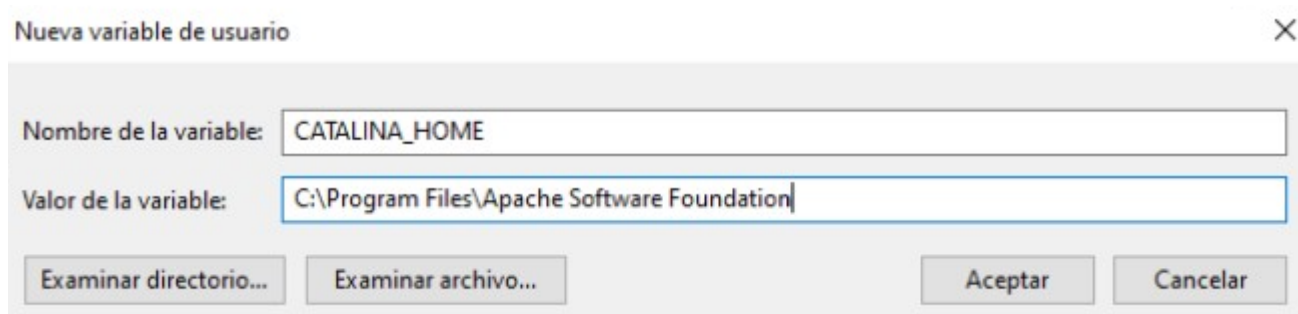 Nueva variable de usuario
Nombre de la variable: CATALINA_HOME
Valor de la variable: C:\Program Files\Apache Software Foundation
Examinar directorio... Examinar archivo... Aceptar Cancelar